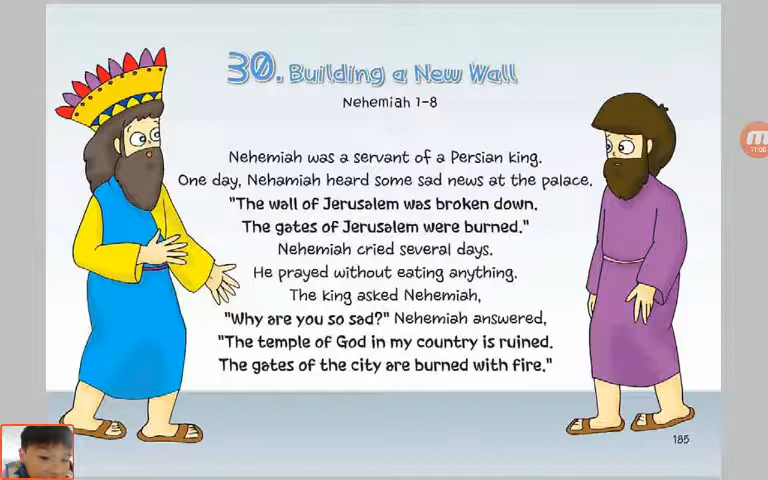 30. Building a New Wall
Nehemiah 1-8
Nehemiah was a servant of a Persian king.
One day, Nehamiah heard some sad news at the palace.
"The wall of Jerusalem was broken down.
The gates of Jerusalem were burned."
Nehemiah cried several days.
He prayed without eating anything.
The king asked Nehemiah,
"Why are you so sad?" Nehemiah answered,
"The temple of God in my country is ruined.
The gates of the city are burned with fire."
185
M
11:00